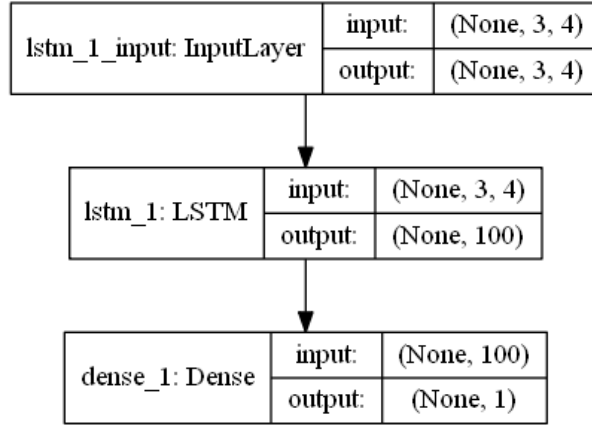 lstm_1_input: InputLayer
input: (None, 3, 4)
output: (None, 3, 4)
lstm_1: LSTM
input: (None, 3, 4)
output: (None, 100)
dense_1: Dense
input: (None, 100)
output: (None, 1)